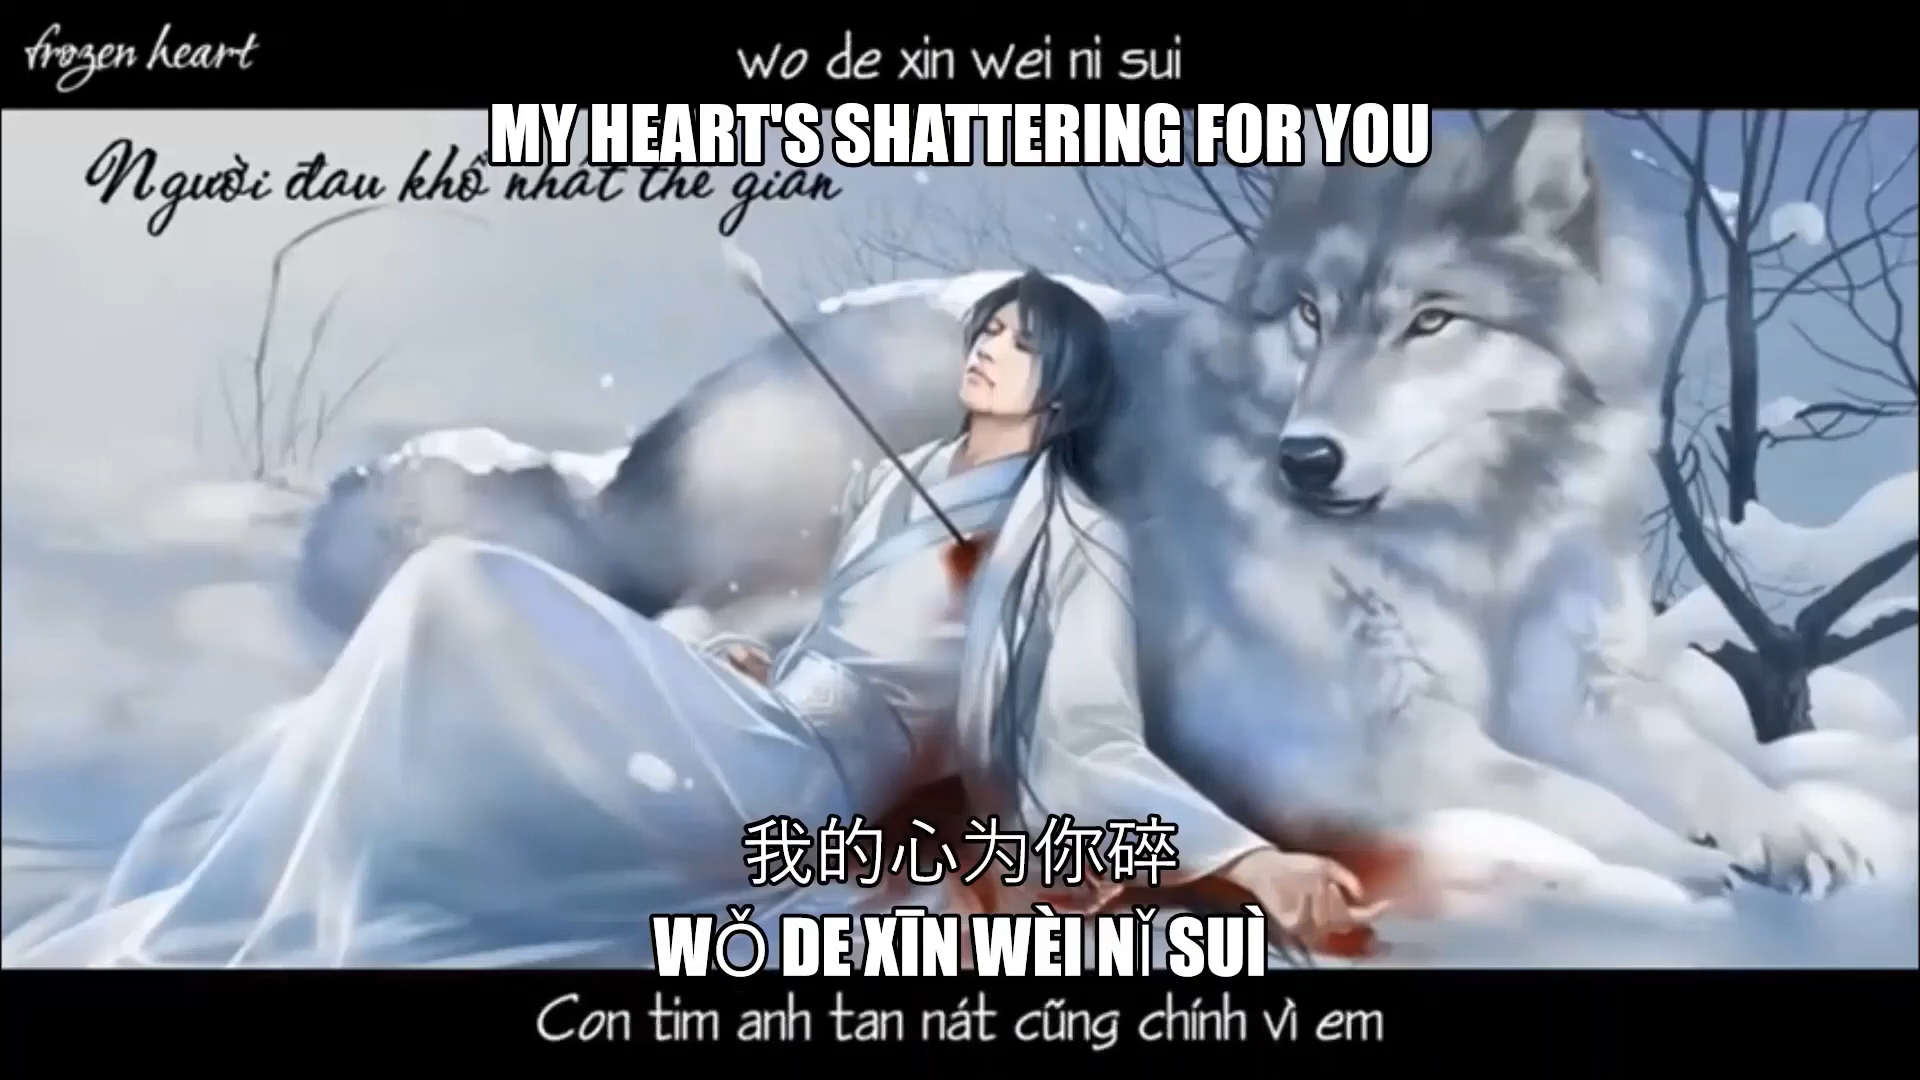 frozen heart
wo de xin wei ni sui
MY HEART'S SHATTERING FOR YOU
Người đau khổ nhất thế gian
我的心为你碎
WǑ DE XĪN WÈI NǏ SUÌ
Con tim anh tan nát cũng chính vì em